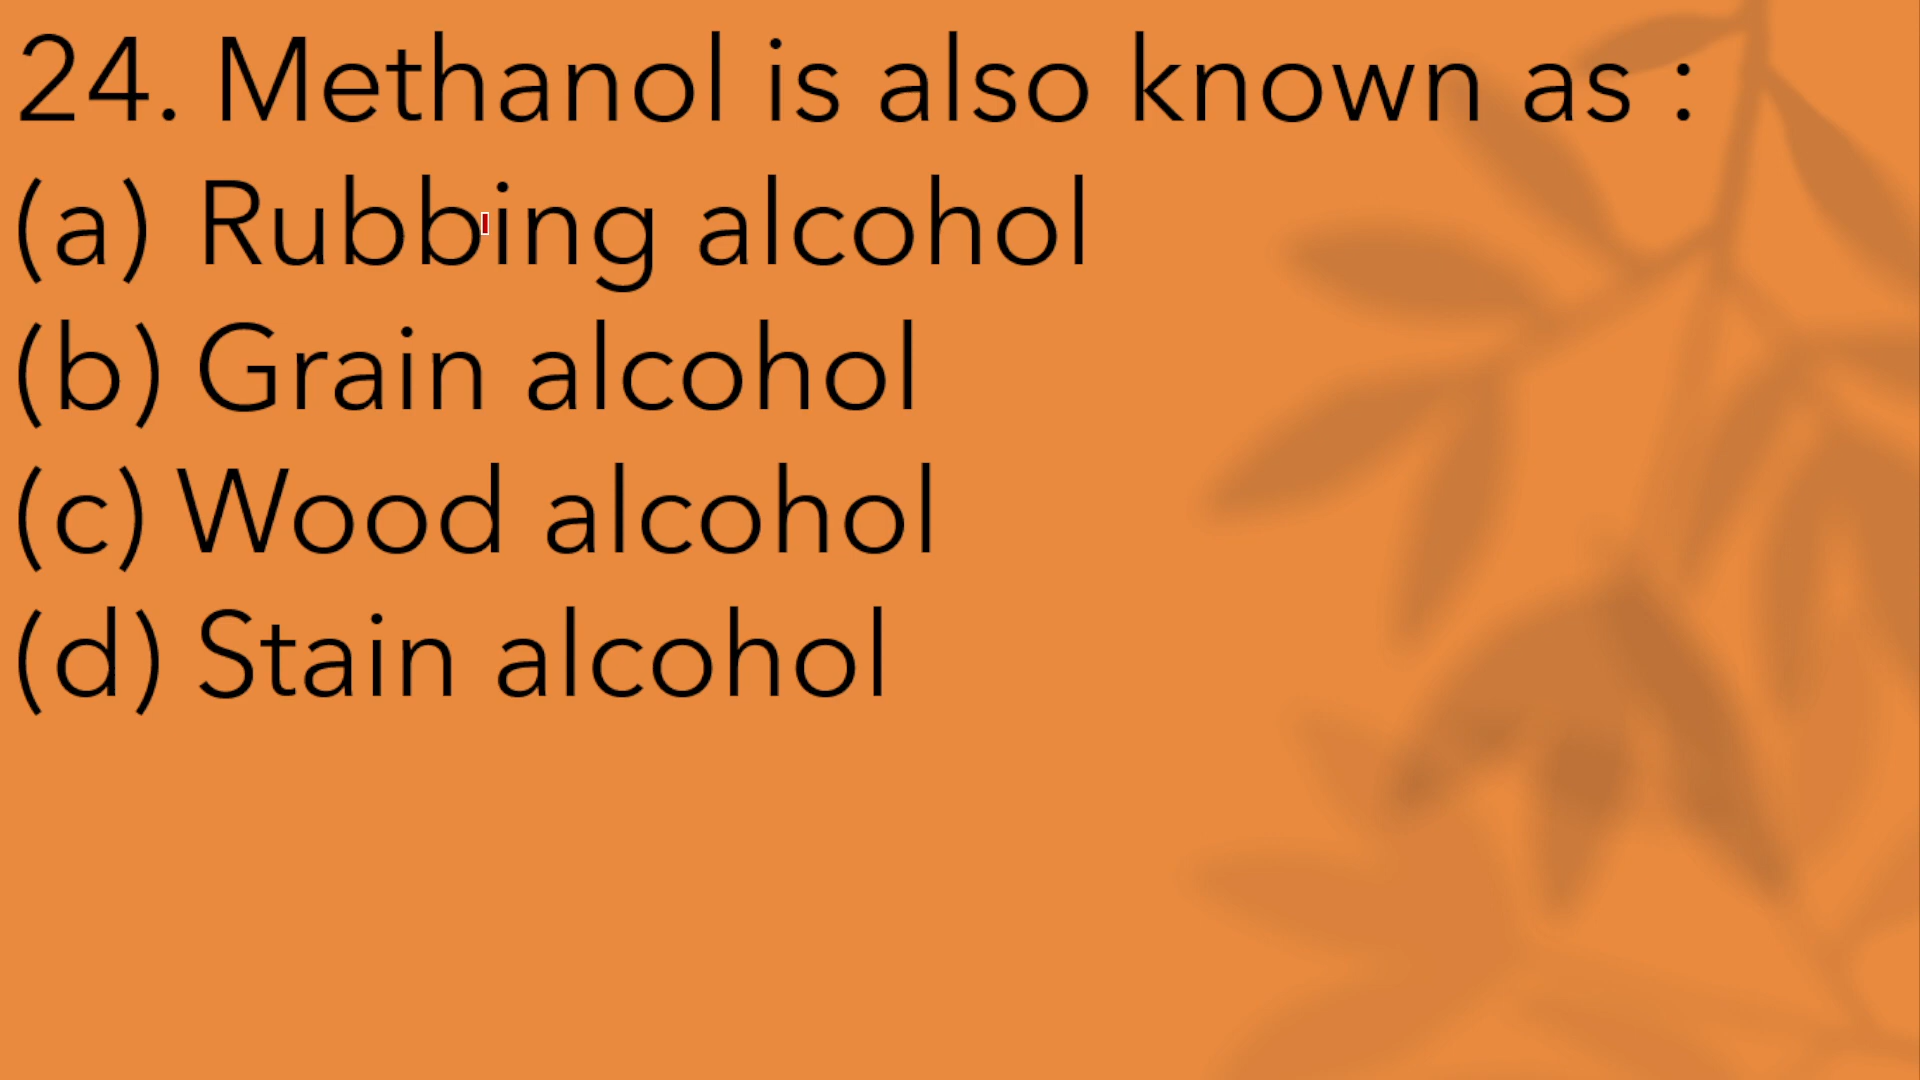 24. Methanol is also known as :
(a) Rubbing alcohol
(b) Grain alcohol
(c) Wood alcohol
(d) Stain alcohol